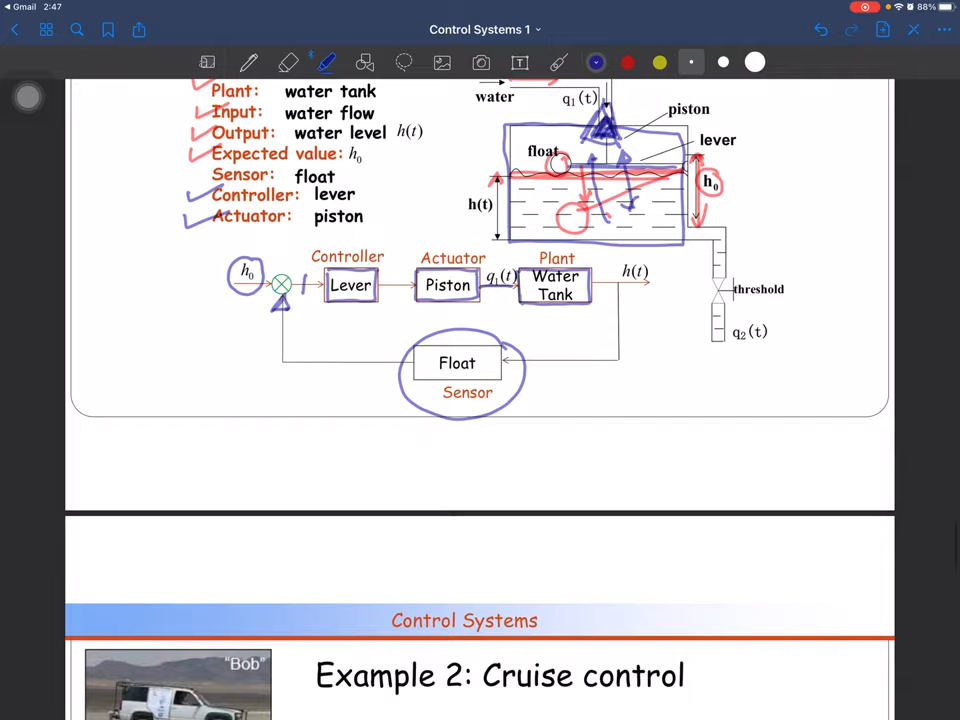 Gmail 2:47
88%
Control Systems 1
Plant: water tank
Input: water flow
Output: water level h(t)
Expected value: h₀
Sensor: float
Controller: lever
Actuator: piston
water
q₁(t)
piston
lever
float
h₀
h(t)
threshold
q₂(t)
Controller
Actuator
Plant
h₀
Lever
Piston
q₁(t)
Water
Tank
h(t)
Float
Sensor
Control Systems
"Bob"
Example 2: Cruise control